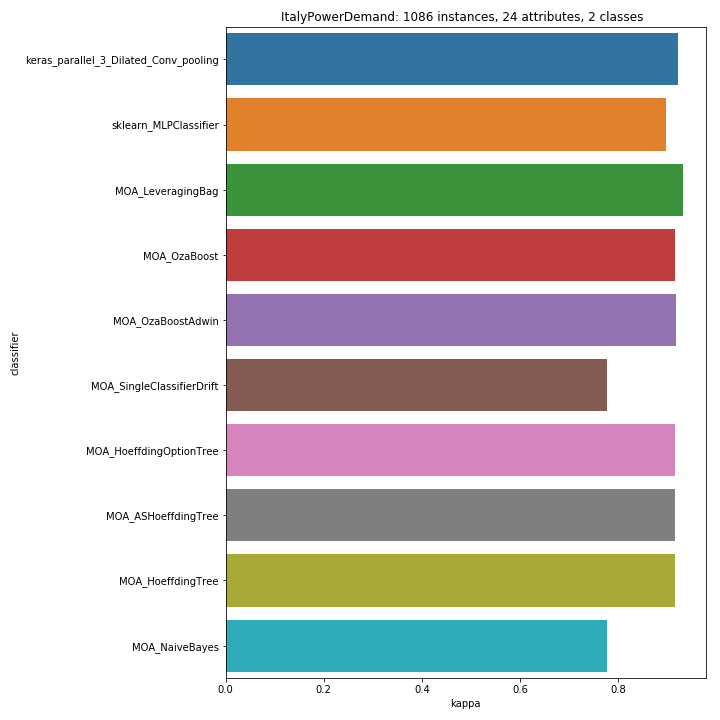 ItalyPowerDemand: 1086 instances, 24 attributes, 2 classes
keras_parallel_3_Dilated_Conv_pooling
sklearn_MLPClassifier
MOA_LeveragingBag
MOA_OzaBoost
MOA_OzaBoostAdwin
classifier
MOA_SingleClassifierDrift
MOA_HoeffdingOptionTree
MOA_ASHoeffdingTree
MOA_HoeffdingTree
MOA_NaiveBayes
0.0 0.2 0.4 0.6 0.8
kappa